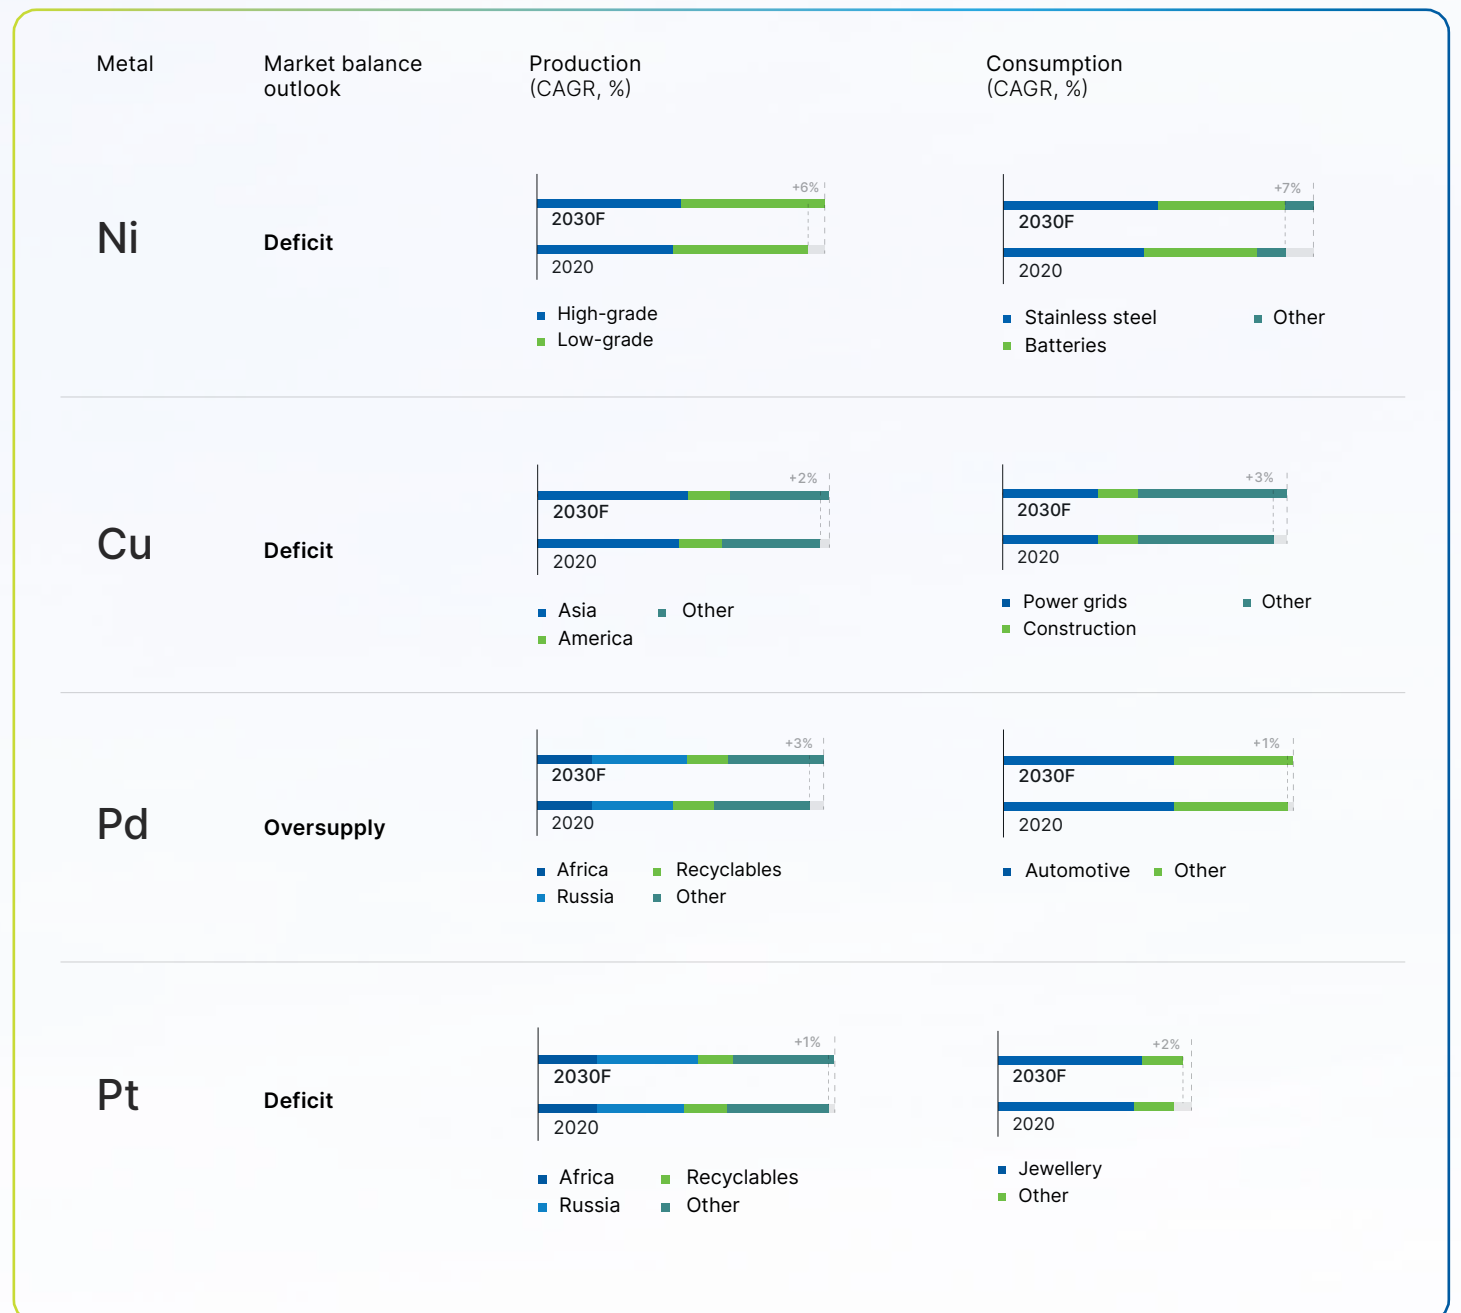 Metal
Market balance
outlook
Production
(CAGR, %)
Consumption
(CAGR, %)
Ni
Deficit
+6%
2030F
2020
High-grade
Low-grade
+7%
2030F
2020
Stainless steel
Other
Batteries
Cu
Deficit
+2%
2030F
2020
Asia
Other
America
+3%
2030F
2020
Power grids
Other
Construction
Pd
Oversupply
+3%
2030F
2020
Africa
Recyclables
Russia
Other
+1%
2030F
2020
Automotive
Other
Pt
Deficit
+1%
2030F
2020
Africa
Recyclables
Russia
Other
+2%
2030F
2020
Jewellery
Other